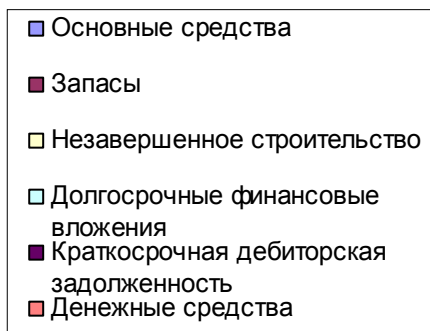 Основные средства
Запасы
Незавершенное строительство
Долгосрочные финансовые
вложения
Краткосрочная дебиторская
задолженность
Денежные средства